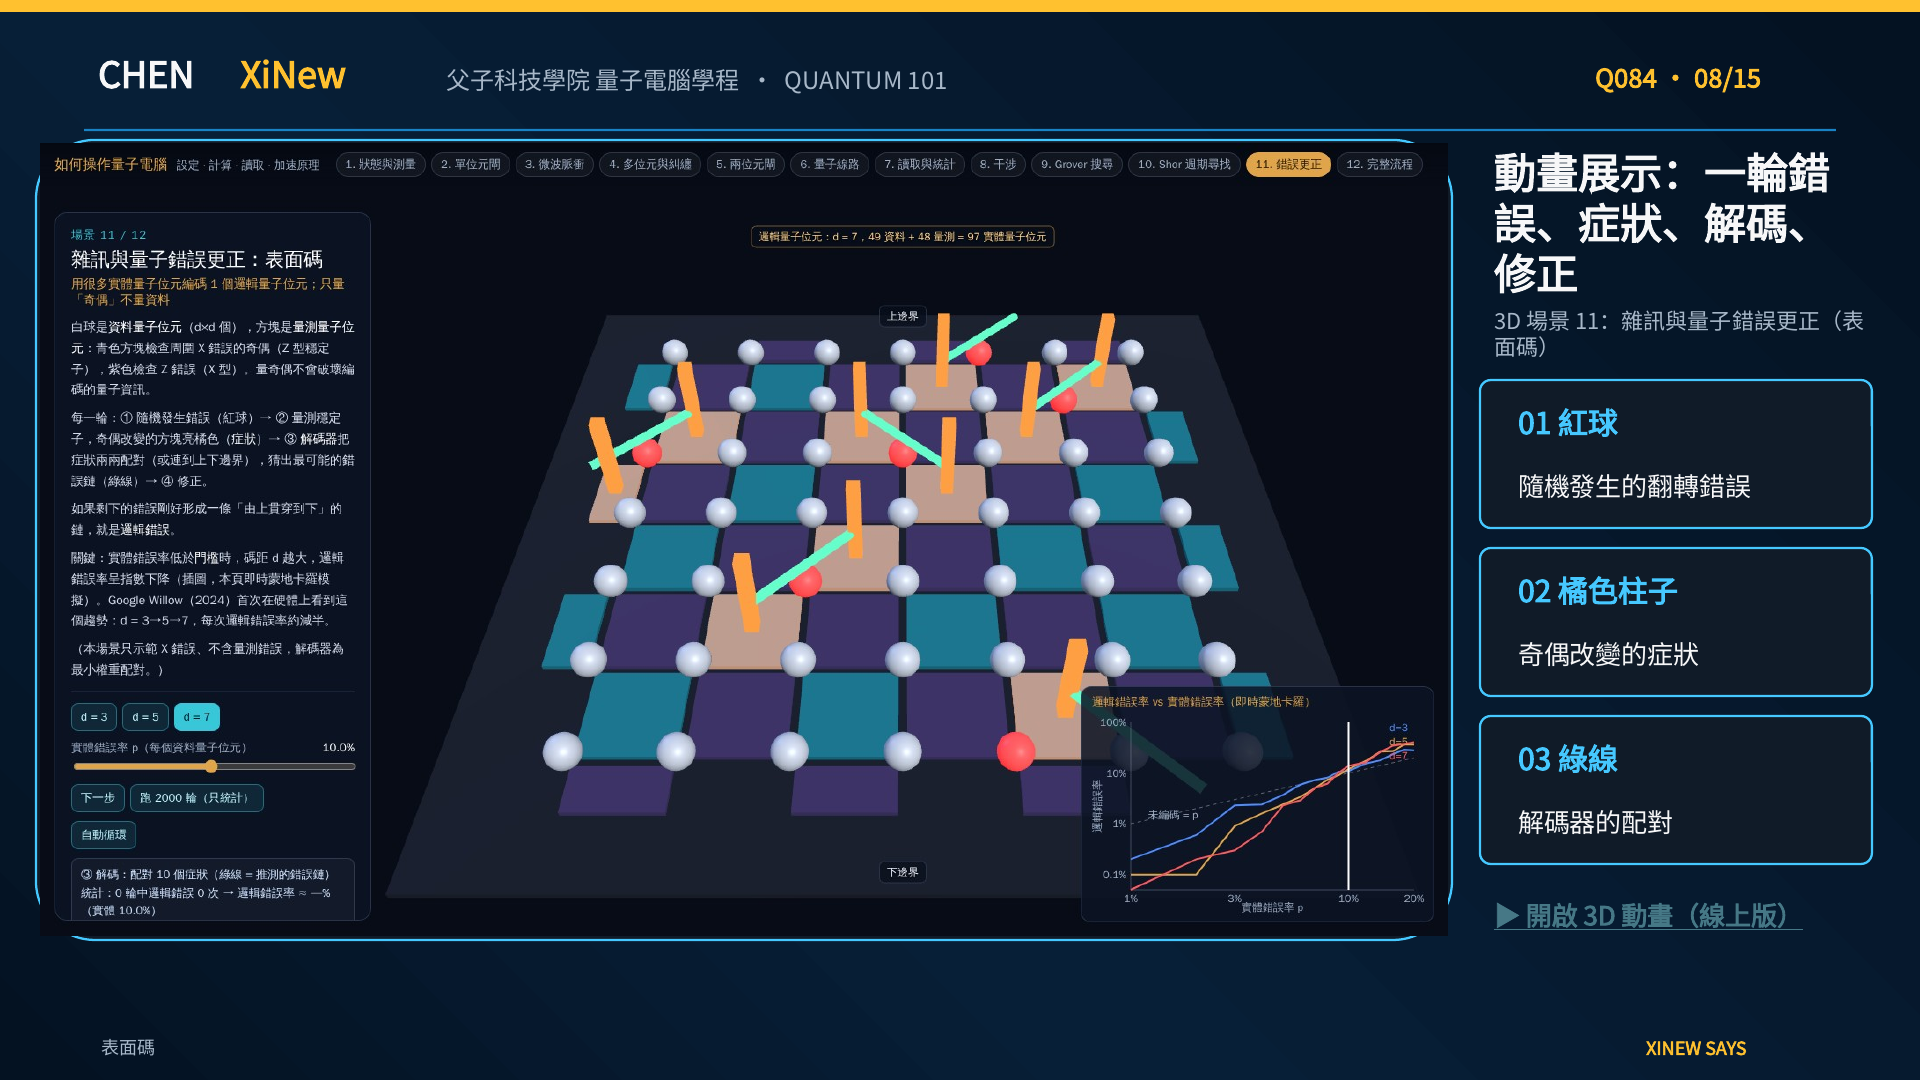 CHEN XiNew 父子科技學院 量子電腦學程 • QUANTUM 101
Q084 • 08/15
如何操作量子電腦 設定 · 計算 · 讀取 · 加速原理
1. 狀態與測量
2. 單位元閘
3. 微波脈衝
4. 多位元與糾纏
5. 兩位元閘
6. 量子線路
7. 讀取與統計
8. 干涉
9. Grover 搜尋
10. Shor 週期尋找
11. 錯誤更正
12. 完整流程
場景 11 / 12
雜訊與量子錯誤更正：表面碼
用很多實體量子位元編碼 1 個邏輯量子位元；只量
「奇偶」不量資料
白球是資料量子位元（d×d 個），方塊是量測量子位
元：青色方塊檢查周圍 X 錯誤的奇偶（Z 型穩定
子），紫色檢查 Z 錯誤（X 型）。量奇偶不會破壞編
碼的量子資訊。
每一輪：① 隨機發生錯誤（紅球）→ ② 量測穩定
子，奇偶改變的方塊亮橘色（症狀）→ ③ 解碼器把
症狀兩兩配對（或連到上下邊界），猜出最可能的錯
誤鏈（綠線）→ ④ 修正。
如果剩下的錯誤剛好形成一條「由上貫穿到下」的
鏈，就是邏輯錯誤。
關鍵：實體錯誤率低於門檻時，碼距 d 越大，邏輯
錯誤率呈指數下降（插圖，本頁即時蒙地卡羅模
擬）。Google Willow（2024）首次在硬體上看到這
個趨勢：d = 3→5→7，每次邏輯錯誤率約減半。
（本場景只示範 X 錯誤、不含量測錯誤，解碼器為
最小權重配對。）
d = 3
d = 5
d = 7
實體錯誤率 p（每個資料量子位元） 10.0%
下一步
跑 2000 輪（只統計）
自動循環
③ 解碼：配對 10 個症狀（綠線 = 推測的錯誤鏈）
統計：0 輪中邏輯錯誤 0 次 → 邏輯錯誤率 ≈ —%
（實體 10.0%）
邏輯量子位元：d = 7，49 資料 + 48 量測 = 97 實體量子位元
上邊界
下邊界
邏輯錯誤率 vs 實體錯誤率（即時蒙地卡羅）
100%
10%
1%
0.1%
邏輯錯誤率
未編碼 = p
d=3
d=5
d=7
1%
3%
10%
20%
實體錯誤率 p
動畫展示：一輪錯
誤、症狀、解碼、
修正
3D 場景 11：雜訊與量子錯誤更正（表
面碼）
01 紅球
隨機發生的翻轉錯誤
02 橘色柱子
奇偶改變的症狀
03 綠線
解碼器的配對
▶ 開啟 3D 動畫（線上版）
表面碼
XINEW SAYS